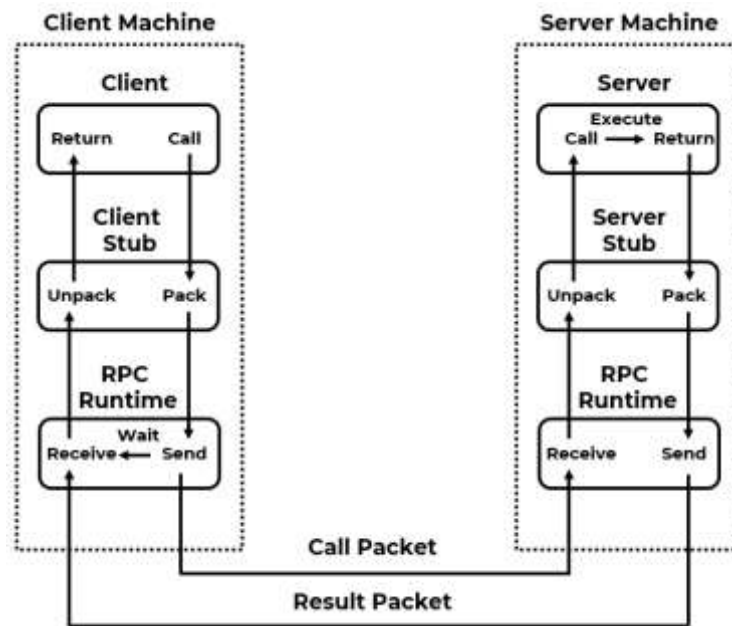 Client Machine
Server Machine
Client
Server
Return
Call
Execute
Call
Return
Client
Stub
Server
Stub
Unpack
Pack
Unpack
Pack
RPC
Runtime
RPC
Runtime
Wait
Receive
Send
Receive
Send
Call Packet
Result Packet